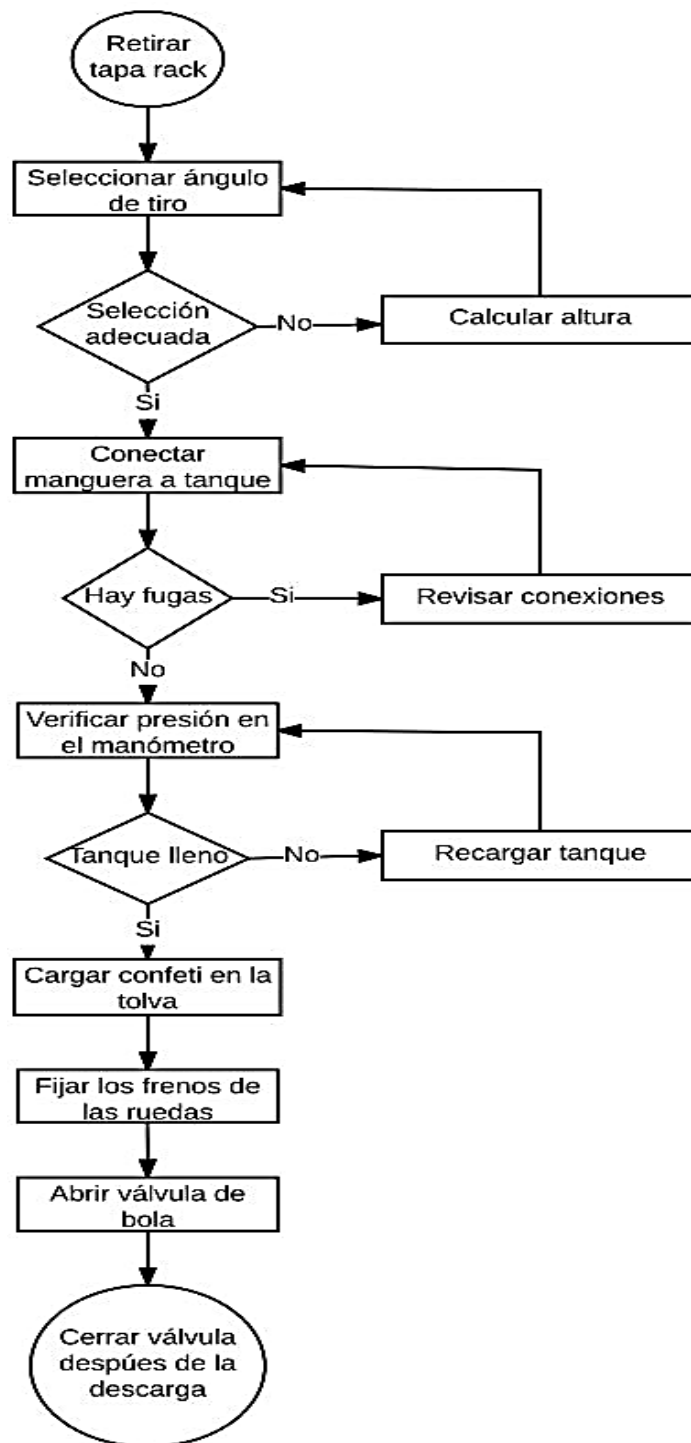 Retirar
tapa rack
Seleccionar ángulo
de tiro
Selección
adecuada
No
Calcular altura
Si
Conectar
manguera a tanque
Hay fugas
Si
Revisar conexiones
No
Verificar presión en
el manómetro
Tanque lleno
No
Recargar tanque
Si
Cargar confeti en la
tolva
Fijar los frenos de
las ruedas
Abrir válvula de
bola
Cerrar válvula
despúes de la
descarga